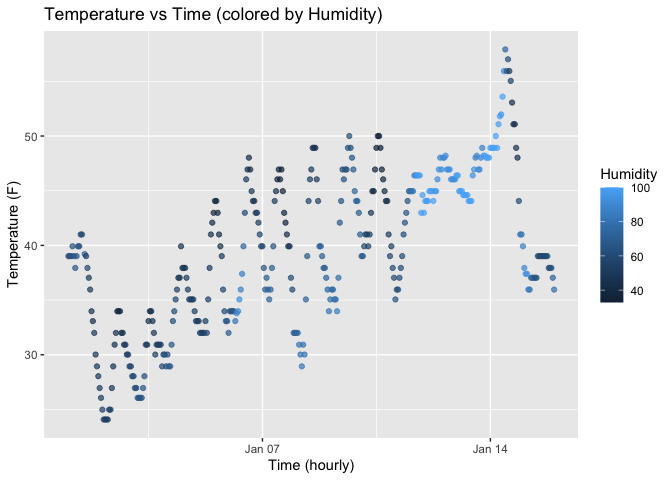 Temperature vs Time (colored by Humidity)
Temperature (F)
50
40
30
Jan 07
Jan 14
Time (hourly)
Humidity
100
80
60
40